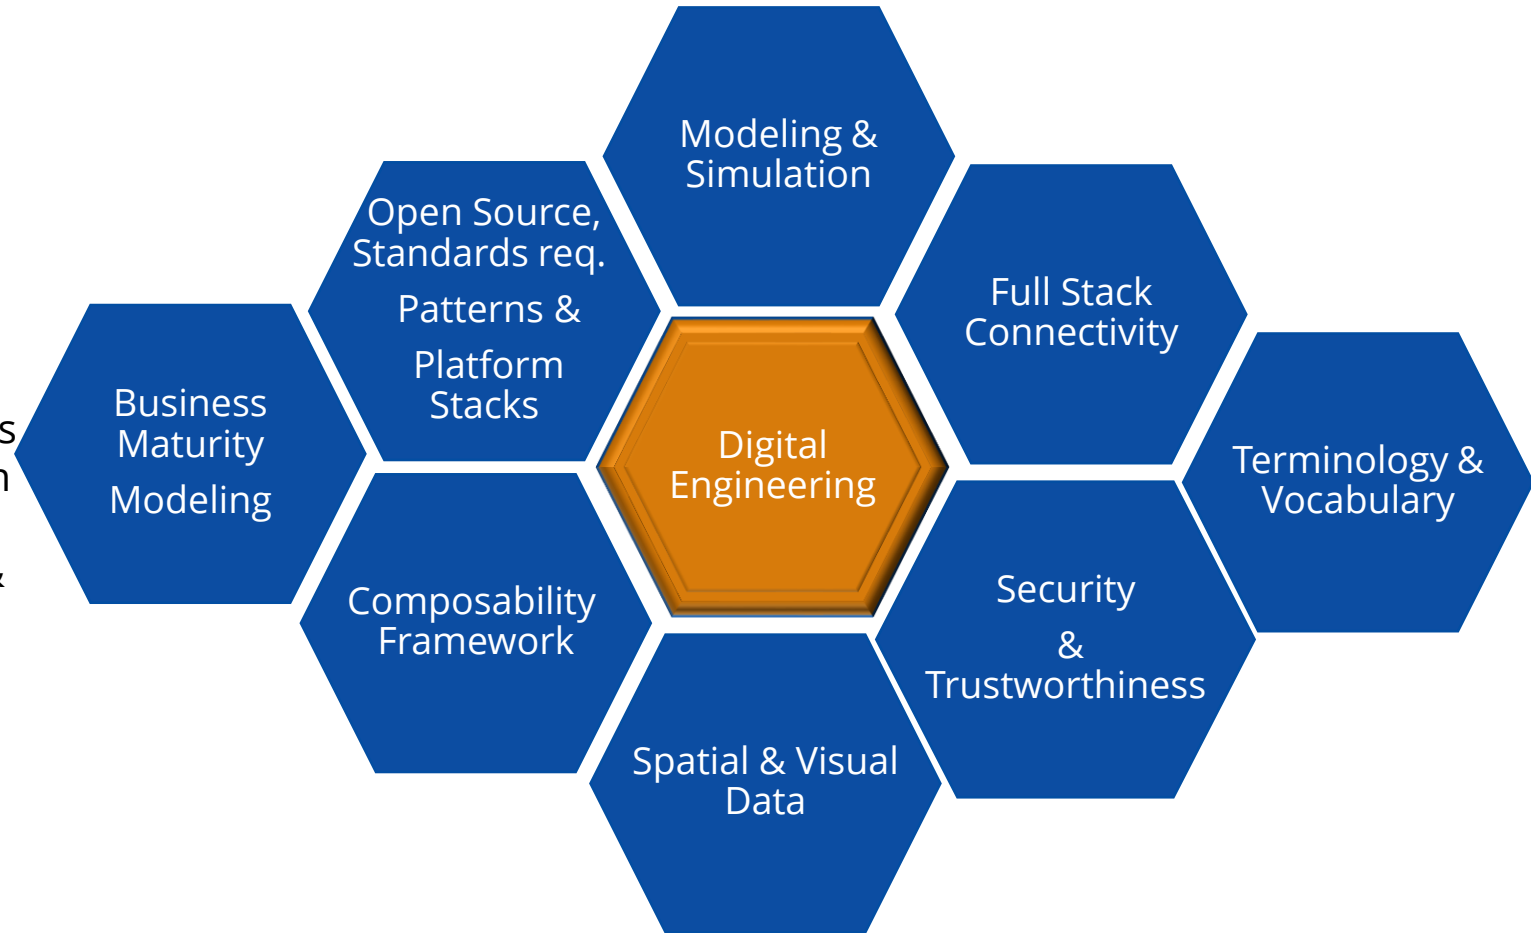 Modeling &
Simulation
Open Source,
Standards req.
Patterns &
Platform
Stacks
Full Stack
Connectivity
Business
Maturity
Modeling
Digital
Engineering
Terminology &
Vocabulary
Composability
Framework
Security
&
Trustworthiness
Spatial & Visual
Data